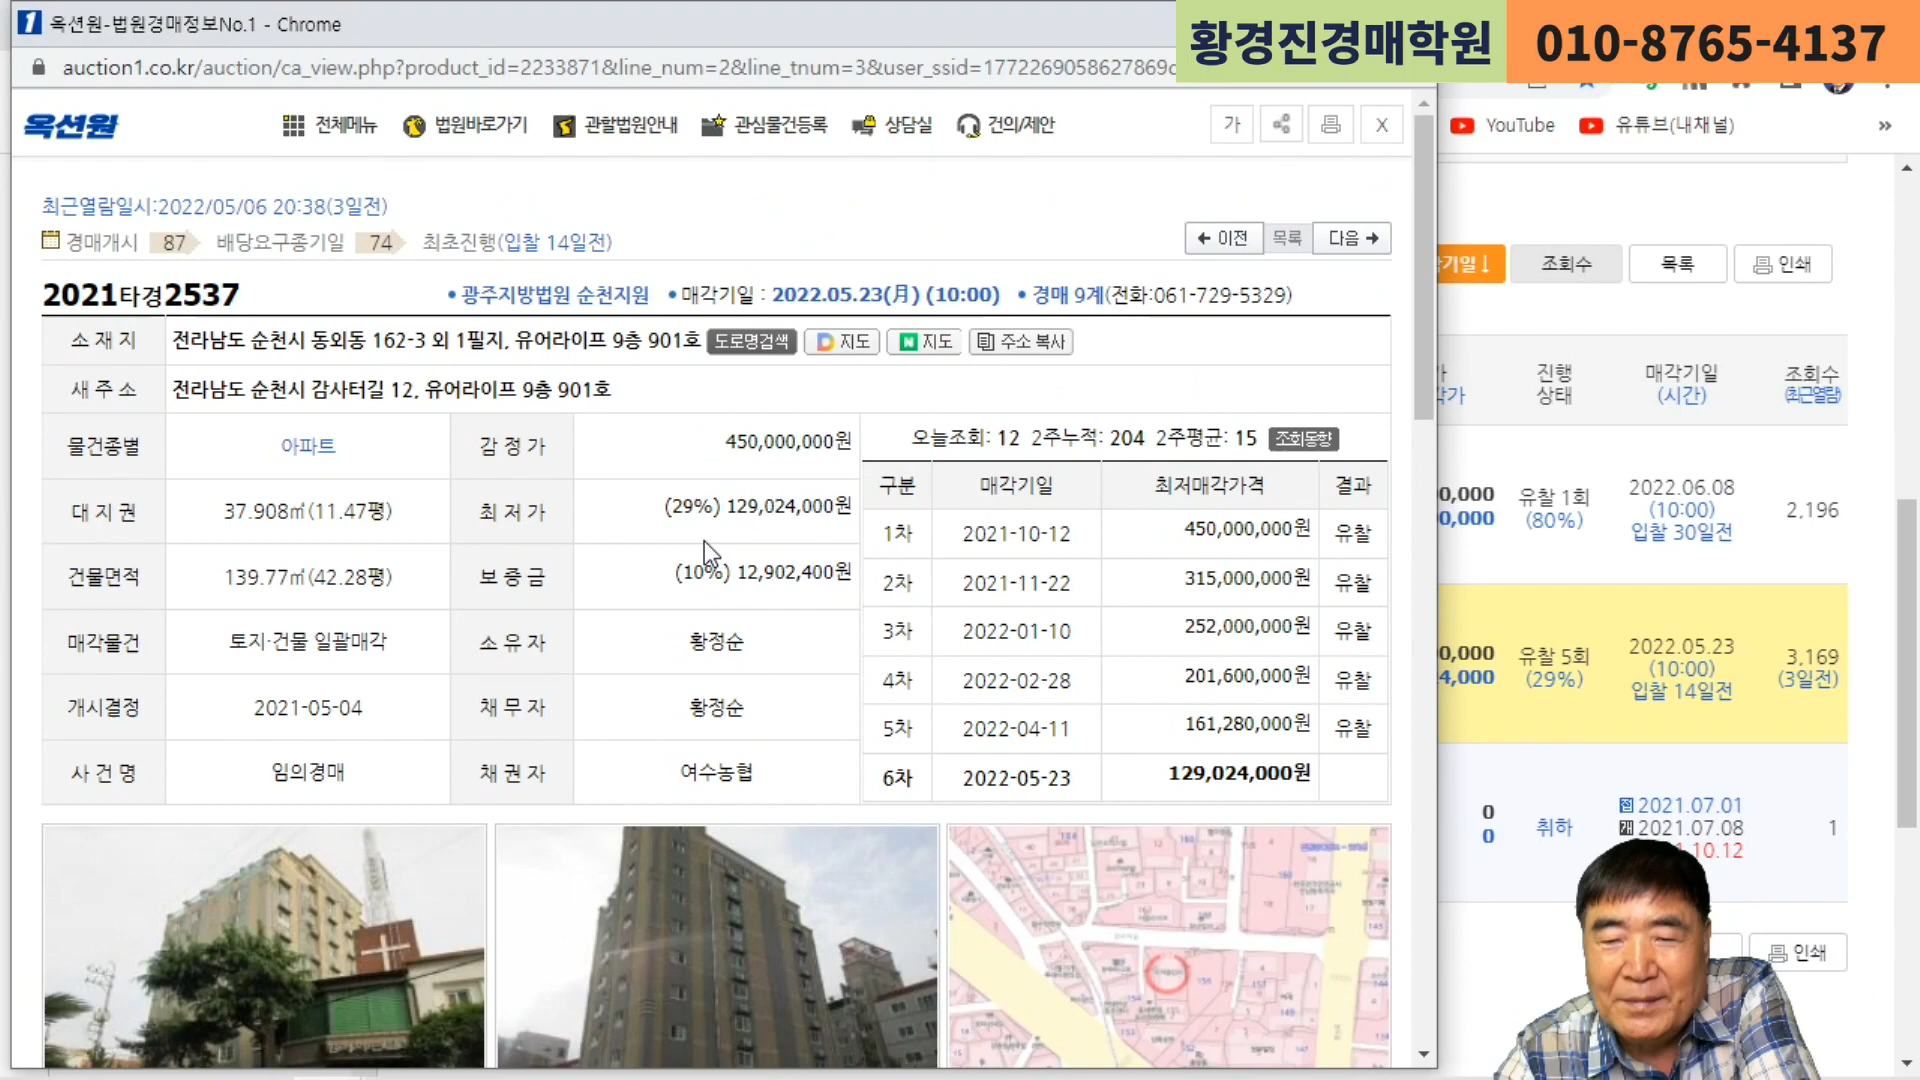 옥션원-법원경매정보No.1 - Chrome
황경진경매학원
010-8765-4137
auction1.co.kr/auction/ca_view.php?product_id=2233871&line_num=2&line_tnum=3&user_ssid=1772269058627869
옥션원
전체메뉴
법원바로가기
관할법원안내
관심물건등록
상담실
건의/제안
가
X
YouTube
유튜브(내채널)
»
최근열람일시:2022/05/06 20:38(3일전)
경매개시 87 배당요구종기일 74 최초진행(입찰 14일전)
이전
목록
다음
기일↓
조회수
목록
인쇄
2021타경2537
• 광주지방법원 순천지원 • 매각기일 : 2022.05.23(月) (10:00) • 경매 9계(전화:061-729-5329)
소 재 지
전라남도 순천시 동외동 162-3 외 1필지, 유어라이프 9층 901호
도로명검색
지도
지도
주소 복사
새 주 소
전라남도 순천시 감사터길 12, 유어라이프 9층 901호
물건종별 아파트 감 정 가 450,000,000원
대 지 권 37.908㎡(11.47평) 최 저 가 (29%) 129,024,000원
건물면적 139.77㎡(42.28평) 보 증 금 (10%) 12,902,400원
매각물건 토지·건물 일괄매각 소 유 자 황정순
개시결정 2021-05-04 채 무 자 황정순
사 건 명 임의경매 채 권 자 여수농협
오늘조회: 12 2주누적: 204 2주평균: 15 조회동향
구분 매각기일 최저매각가격 결과
1차 2021-10-12 450,000,000원 유찰
2차 2021-11-22 315,000,000원 유찰
3차 2022-01-10 252,000,000원 유찰
4차 2022-02-28 201,600,000원 유찰
5차 2022-04-11 161,280,000원 유찰
6차 2022-05-23 129,024,000원
진행
상태
매각기일
(시간)
조회수
(최근열람)
0,000
0,000
유찰 1회
(80%)
2022.06.08
(10:00)
입찰 30일전
2,196
0,000
4,000
유찰 5회
(29%)
2022.05.23
(10:00)
입찰 14일전
3,169
(3일전)
0
0
취하
2021.07.01
2021.07.08
10.12
1
인쇄